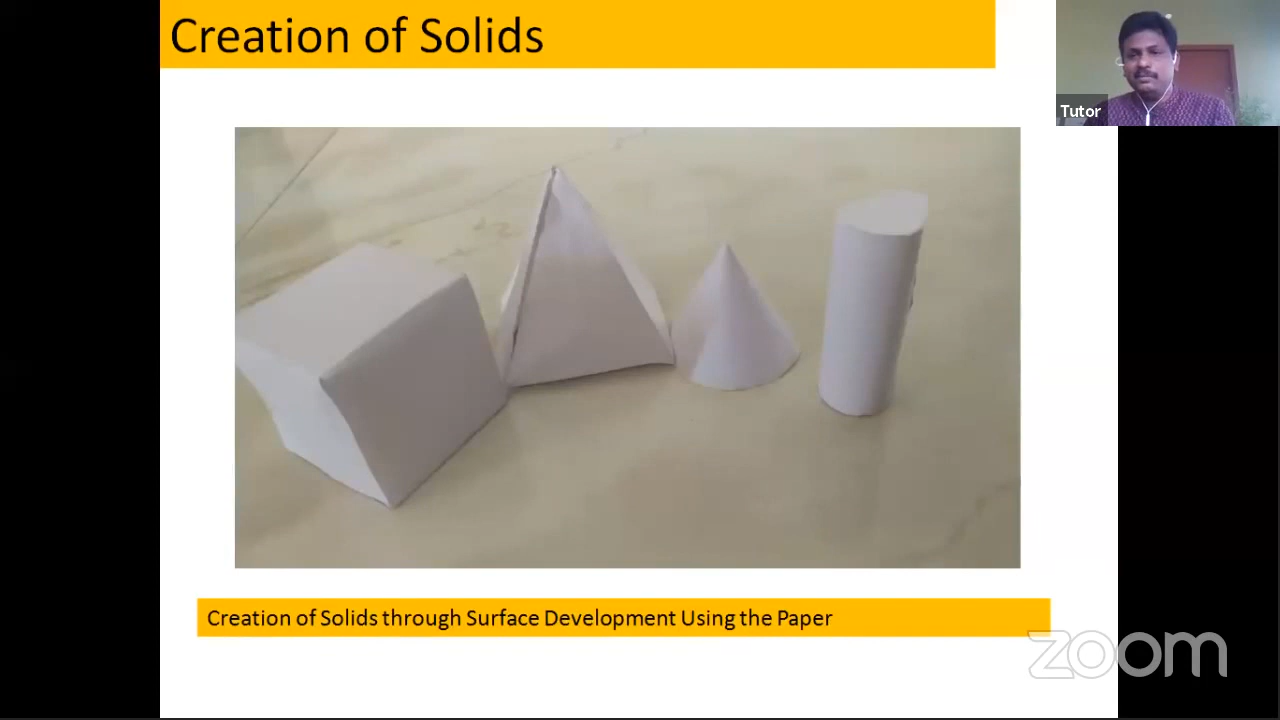 Creation of Solids
Tutor
Creation of Solids through Surface Development Using the Paper
zoom